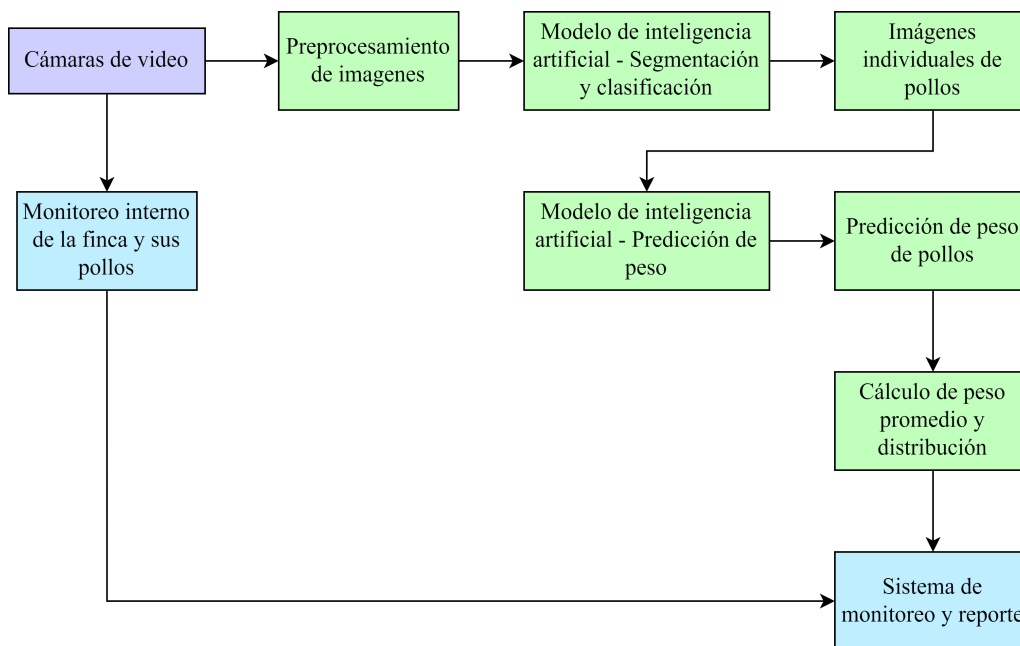 Cámaras de video
Preprocesamiento
de imagenes
Modelo de inteligencia
artificial - Segmentación
y clasificación
Imágenes
individuales de
pollos
Monitoreo interno
de la finca y sus
pollos
Modelo de inteligencia
artificial - Predicción de
peso
Predicción de peso
de pollos
Cálculo de peso
promedio y
distribución
Sistema de
monitoreo y reporte